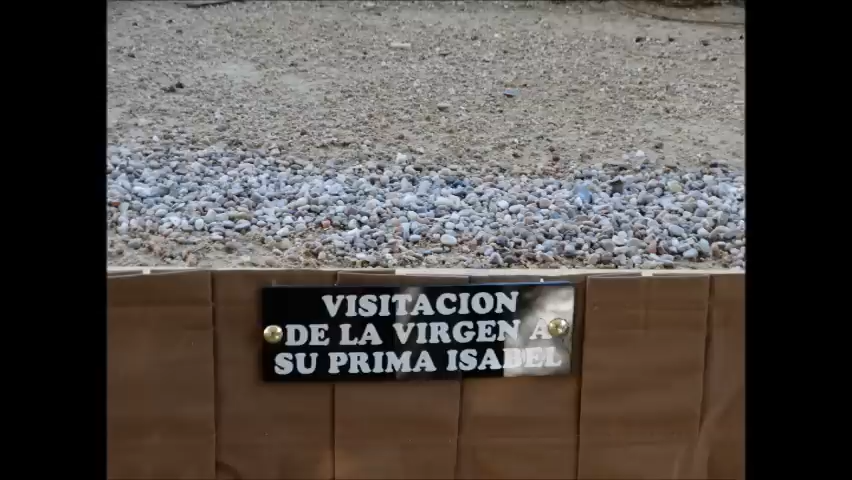 VISITACION
DE LA VIRGEN A
SU PRIMA ISABEL